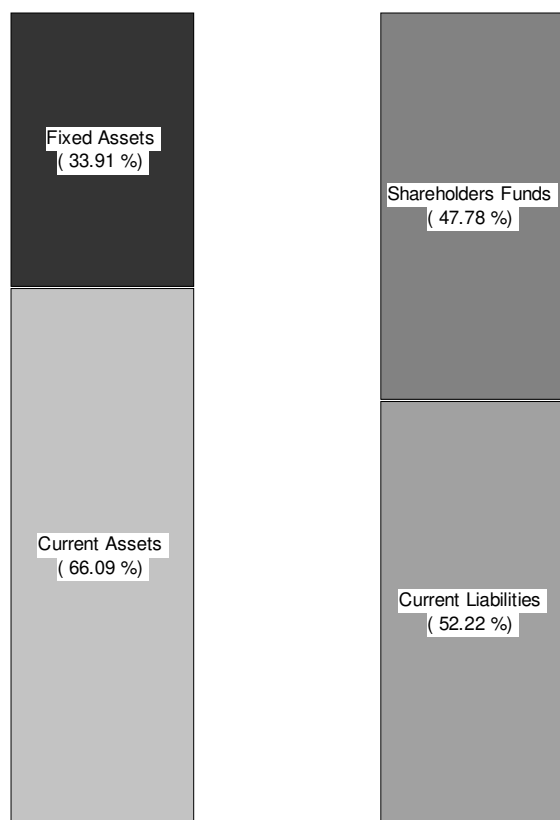 Fixed Assets
( 33.91 %)
Current Assets
( 66.09 %)
Shareholders Funds
( 47.78 %)
Current Liabilities
( 52.22 %)